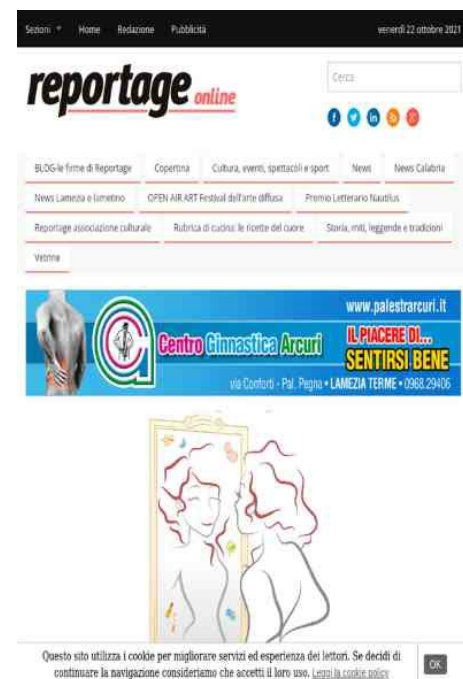 Sezioni Home Redazione Pubblicità venerdì 22 ottobre 2021
reportage online
Cerca
BLOG-le firme di Reportage Copertina Cultura, eventi, spettacoli e sport News News Calabria
News Lamezia e lametino OPEN AIR ART Festival dell'arte diffusa Premio Letterario Nautilus
Reportage associazione culturale Rubrica di cucina: le ricette del cuore Storia, miti, leggende e tradizioni
Vetrine
www.palestrarcuri.it
Centro Ginnastica Arcuri
IL PIACERE DI...
SENTIRSI BENE
via Conforti - Pal. Pegna • LAMEZIA TERME • 0968.29406
Questo sito utilizza i cookie per migliorare servizi ed esperienza dei lettori. Se decidi di
continuare la navigazione consideriamo che accetti il loro uso. Leggi la cookie policy
OK